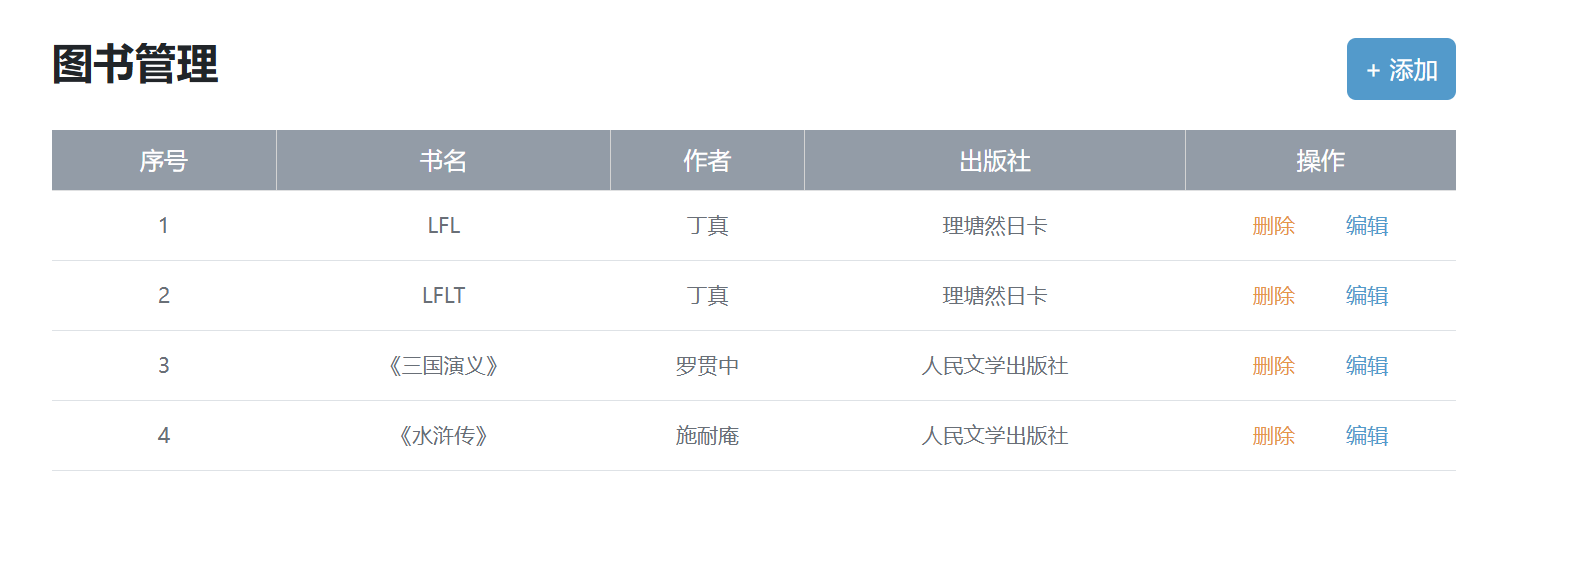 图书管理
+ 添加
序号 书名 作者 出版社 操作
1 LFL 丁真 理塘然日卡 删除 编辑
2 LFLT 丁真 理塘然日卡 删除 编辑
3 《三国演义》 罗贯中 人民文学出版社 删除 编辑
4 《水浒传》 施耐庵 人民文学出版社 删除 编辑